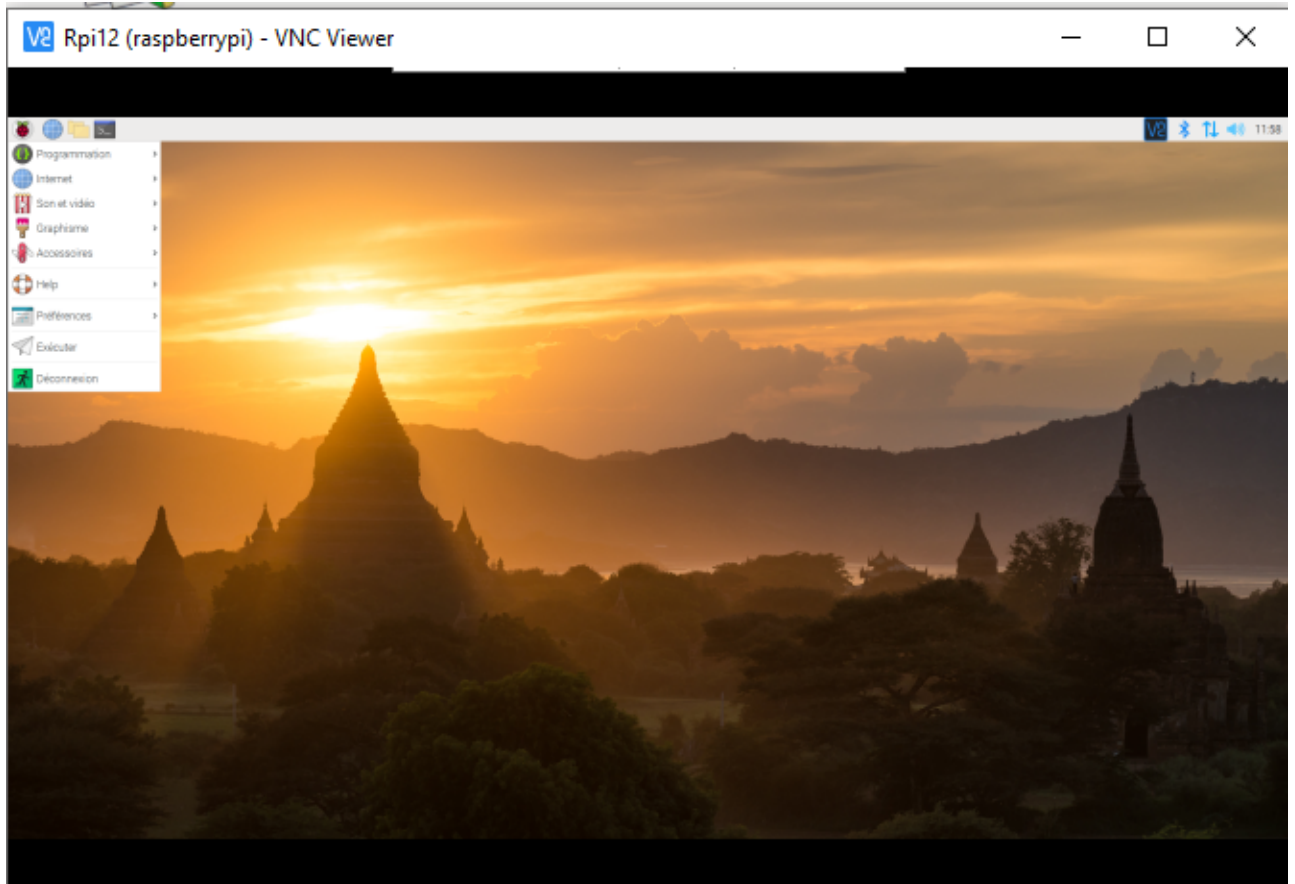 Rpi12 (raspberrypi) - VNC Viewer
11:58
Programmation
Internet
Son et vidéo
Graphisme
Accessoires
Help
Préférences
Exécuter
Déconnexion